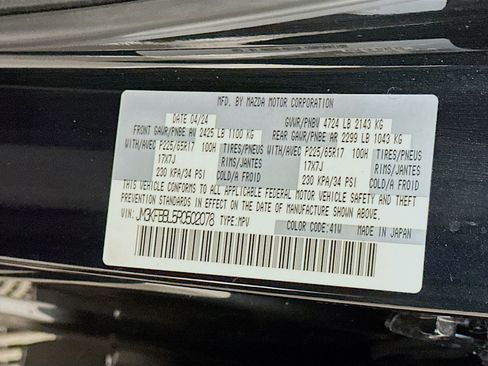 MFD. BY MAZDA MOTOR CORPORATION
DATE 04/24 GVWR/PNBV 4724 LB 2143 KG
FRONT GAWR/PNBE AV 2425 LB 1100 KG REAR GAWR/PNBE AR 2299 LB 1043 KG
WITH/AVEC P225/65R17 100H TIRES/PNEUS WITH/AVEC P225/65R17 100H TIRES/PNEUS
17X7J RIMS/JANTES 17X7J RIMS/JANTES
230 KPA/34 PSI COLD/A FROID 230 KPA/34 PSI COLD/A FROID
THIS VEHICLE CONFORMS TO ALL APPLICABLE FEDERAL MOTOR VEHICLE SAFETY AND THEFT
PREVENTION STANDARDS IN EFFECT ON THE DATE OF MANUFACTURE SHOWN ABOVE.
VIN: JM3KFBBL5R0502078 TYPE: MPV COLOR CODE: 41W MADE IN JAPAN